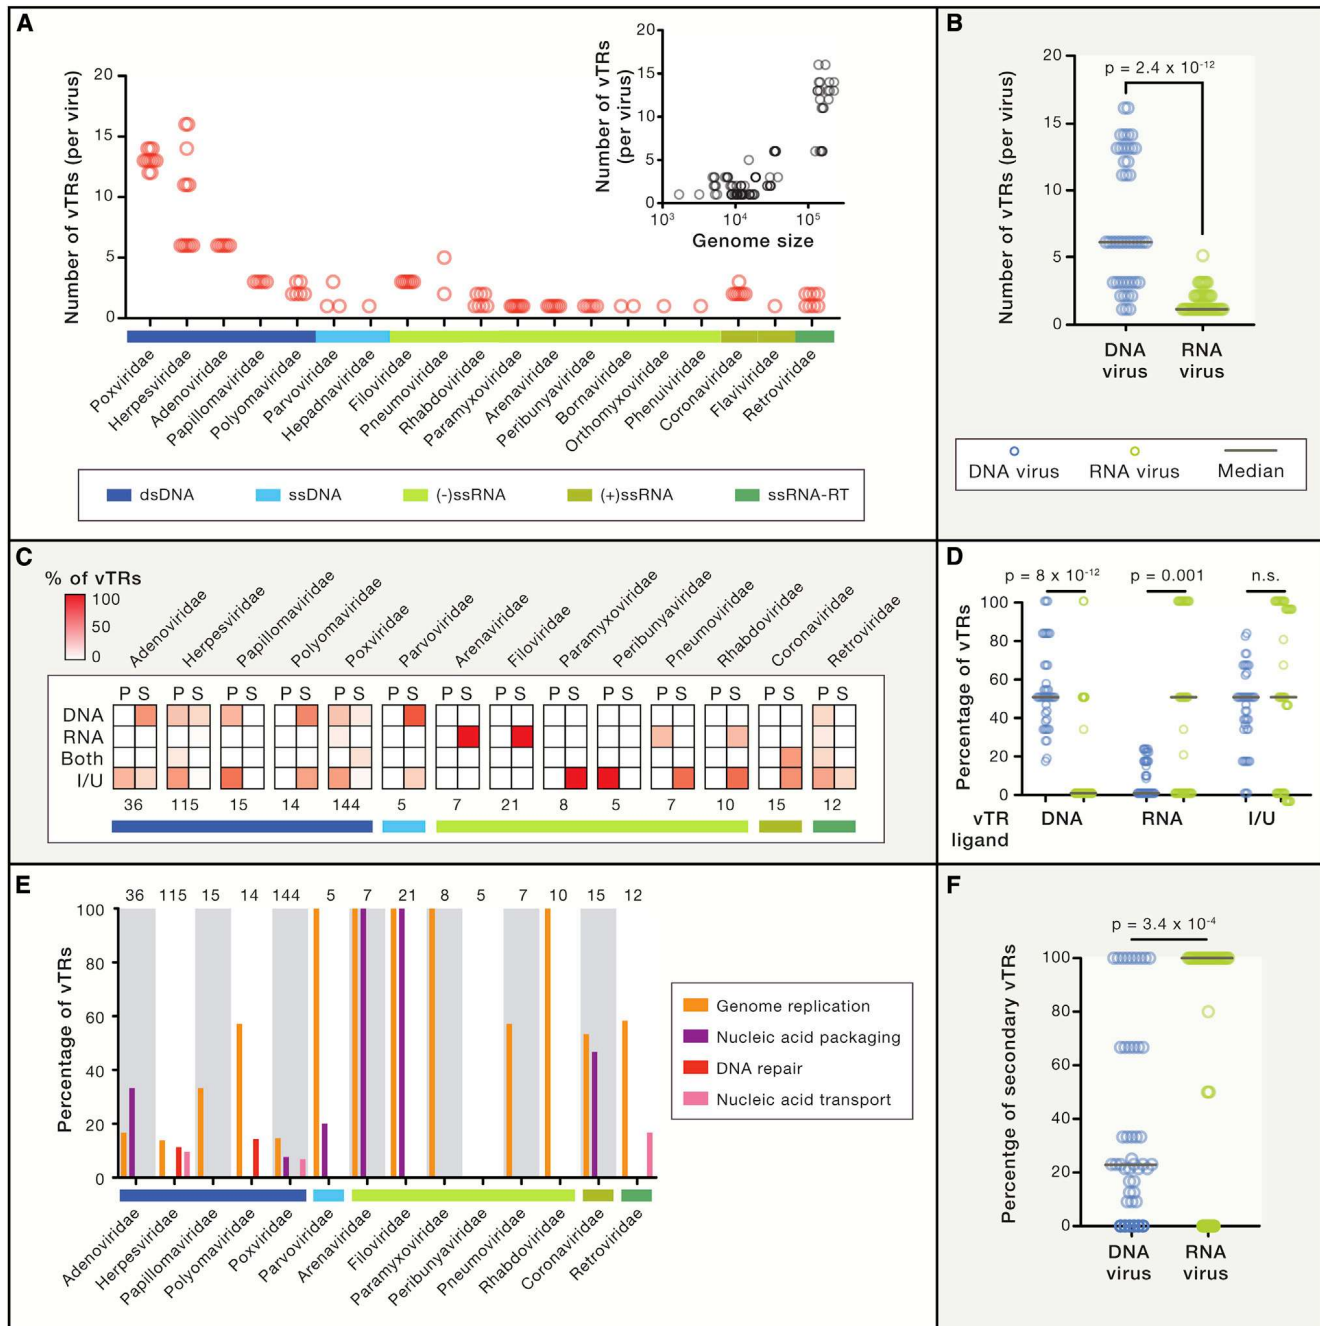 A
Number of vTRs (per virus)
20
15
10
5
0
Poxviridae
Herpesviridae
Adenoviridae
Papillomaviridae
Polyomaviridae
Parvoviridae
Hepadnaviridae
Filoviridae
Pneumoviridae
Rhabdoviridae
Paramyxoviridae
Arenaviridae
Peribunyaviridae
Bornaviridae
Orthomyxoviridae
Phenuiviridae
Coronaviridae
Flaviviridae
Retroviridae
Number of vTRs
(per virus)
20
15
10
5
0
10³ 10⁴ 10⁵
Genome size
dsDNA ssDNA (-)ssRNA (+)ssRNA ssRNA-RT
B
Number of vTRs (per virus)
20
15
10
5
0
p = 2.4 x 10⁻¹²
DNA virus
RNA virus
DNA virus RNA virus Median
C
% of vTRs
100
50
0
Adenoviridae
Herpesviridae
Papillomaviridae
Polyomaviridae
Poxviridae
Parvoviridae
Arenaviridae
Filoviridae
Paramyxoviridae
Peribunyaviridae
Pneumoviridae
Rhabdoviridae
Coronaviridae
Retroviridae
P S P S P S P S P S P S P S P S P S P S P S P S P S P S
DNA
RNA
Both
I/U
36 115 15 14 144 5 7 21 8 5 7 10 15 12
D
p = 8 x 10⁻¹² p = 0.001 n.s.
Percentage of vTRs
100
80
60
40
20
0
vTR ligand
DNA RNA I/U
E
36 115 15 14 144 5 7 21 8 5 7 10 15 12
Percentage of vTRs
100
80
60
40
20
0
Adenoviridae
Herpesviridae
Papillomaviridae
Polyomaviridae
Poxviridae
Parvoviridae
Arenaviridae
Filoviridae
Paramyxoviridae
Peribunyaviridae
Pneumoviridae
Rhabdoviridae
Coronaviridae
Retroviridae
Genome replication
Nucleic acid packaging
DNA repair
Nucleic acid transport
F
p = 3.4 x 10⁻⁴
Percentge of secondary vTRs
100
80
60
40
20
0
DNA virus
RNA virus